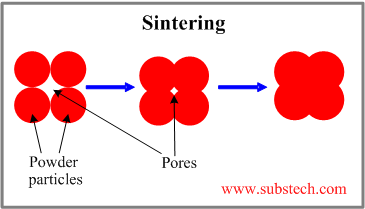 Sintering
Powder
particles
Pores
www.substech.com